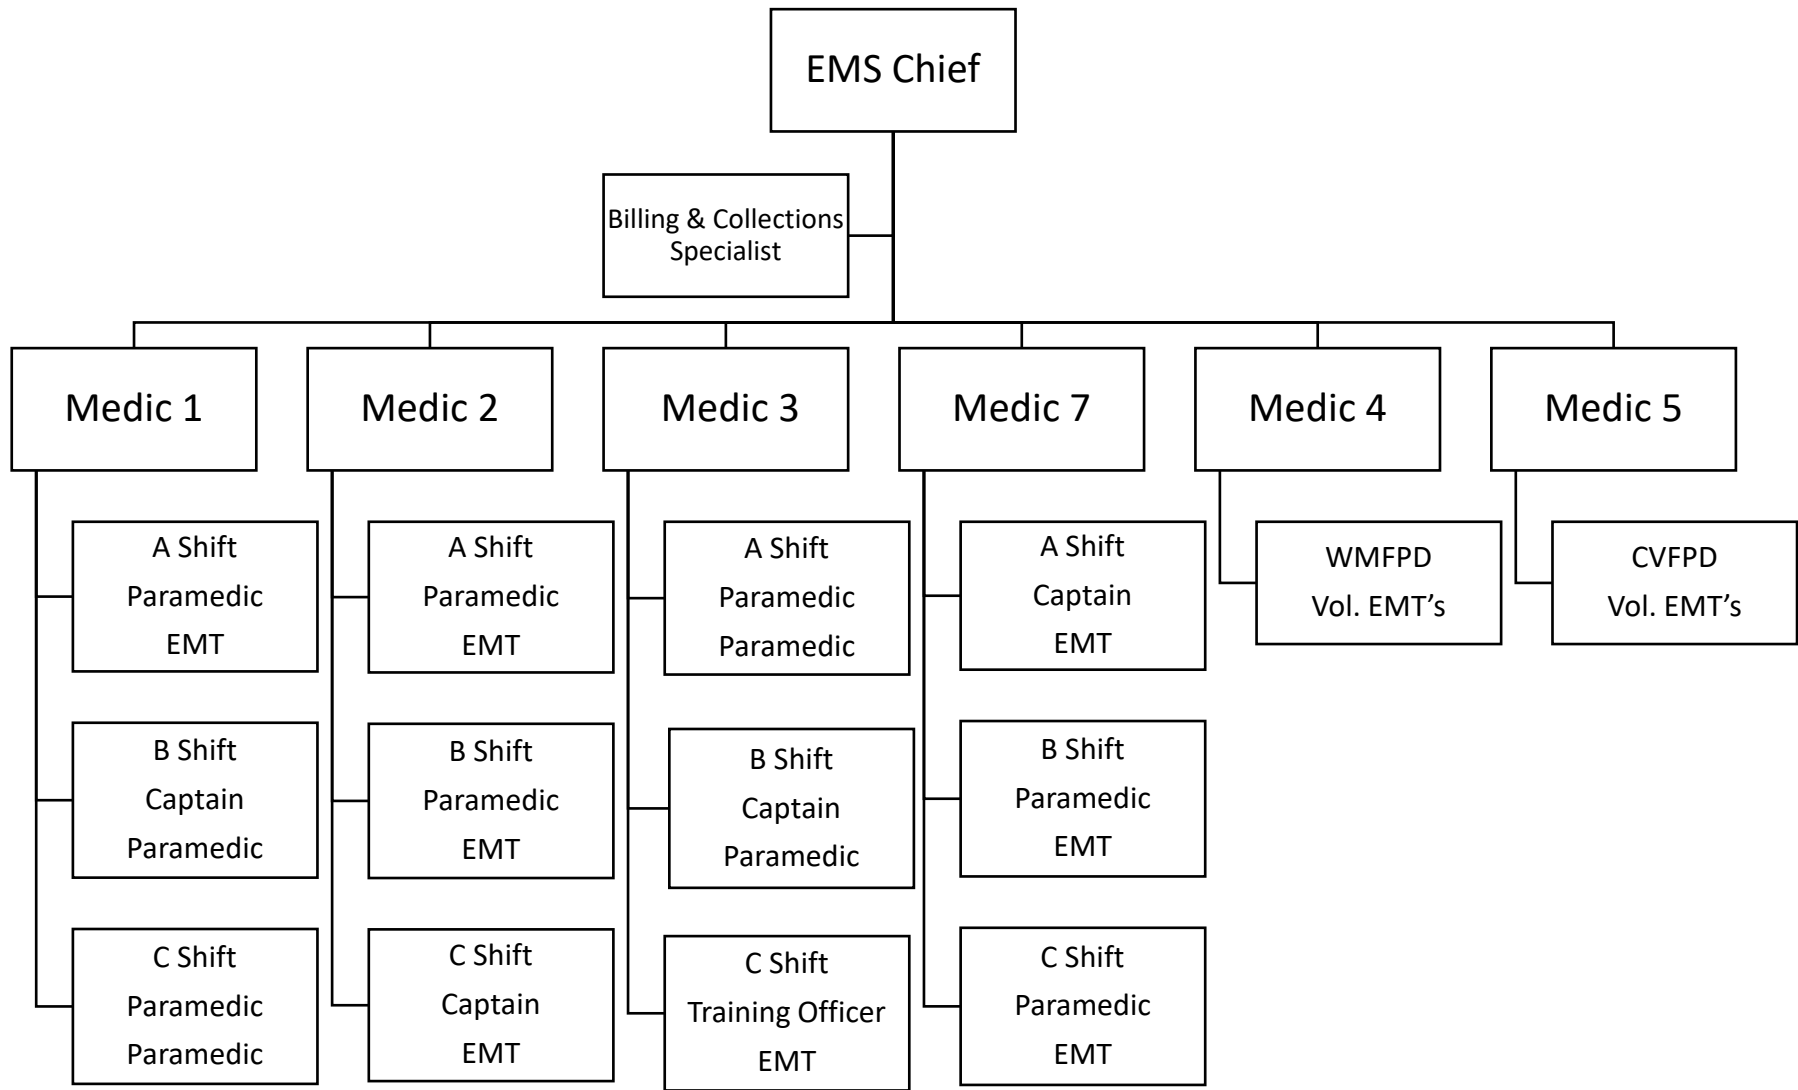 EMS Chief
Billing & Collections
Specialist
Medic 1
Medic 2
Medic 3
Medic 7
Medic 4
Medic 5
A Shift
Paramedic
EMT
B Shift
Captain
Paramedic
C Shift
Paramedic
Paramedic
A Shift
Paramedic
EMT
B Shift
Paramedic
EMT
C Shift
Captain
EMT
A Shift
Paramedic
Paramedic
B Shift
Captain
Paramedic
C Shift
Training Officer
EMT
A Shift
Captain
EMT
B Shift
Paramedic
EMT
C Shift
Paramedic
EMT
WMFPD
Vol. EMT’s
CVFPD
Vol. EMT’s